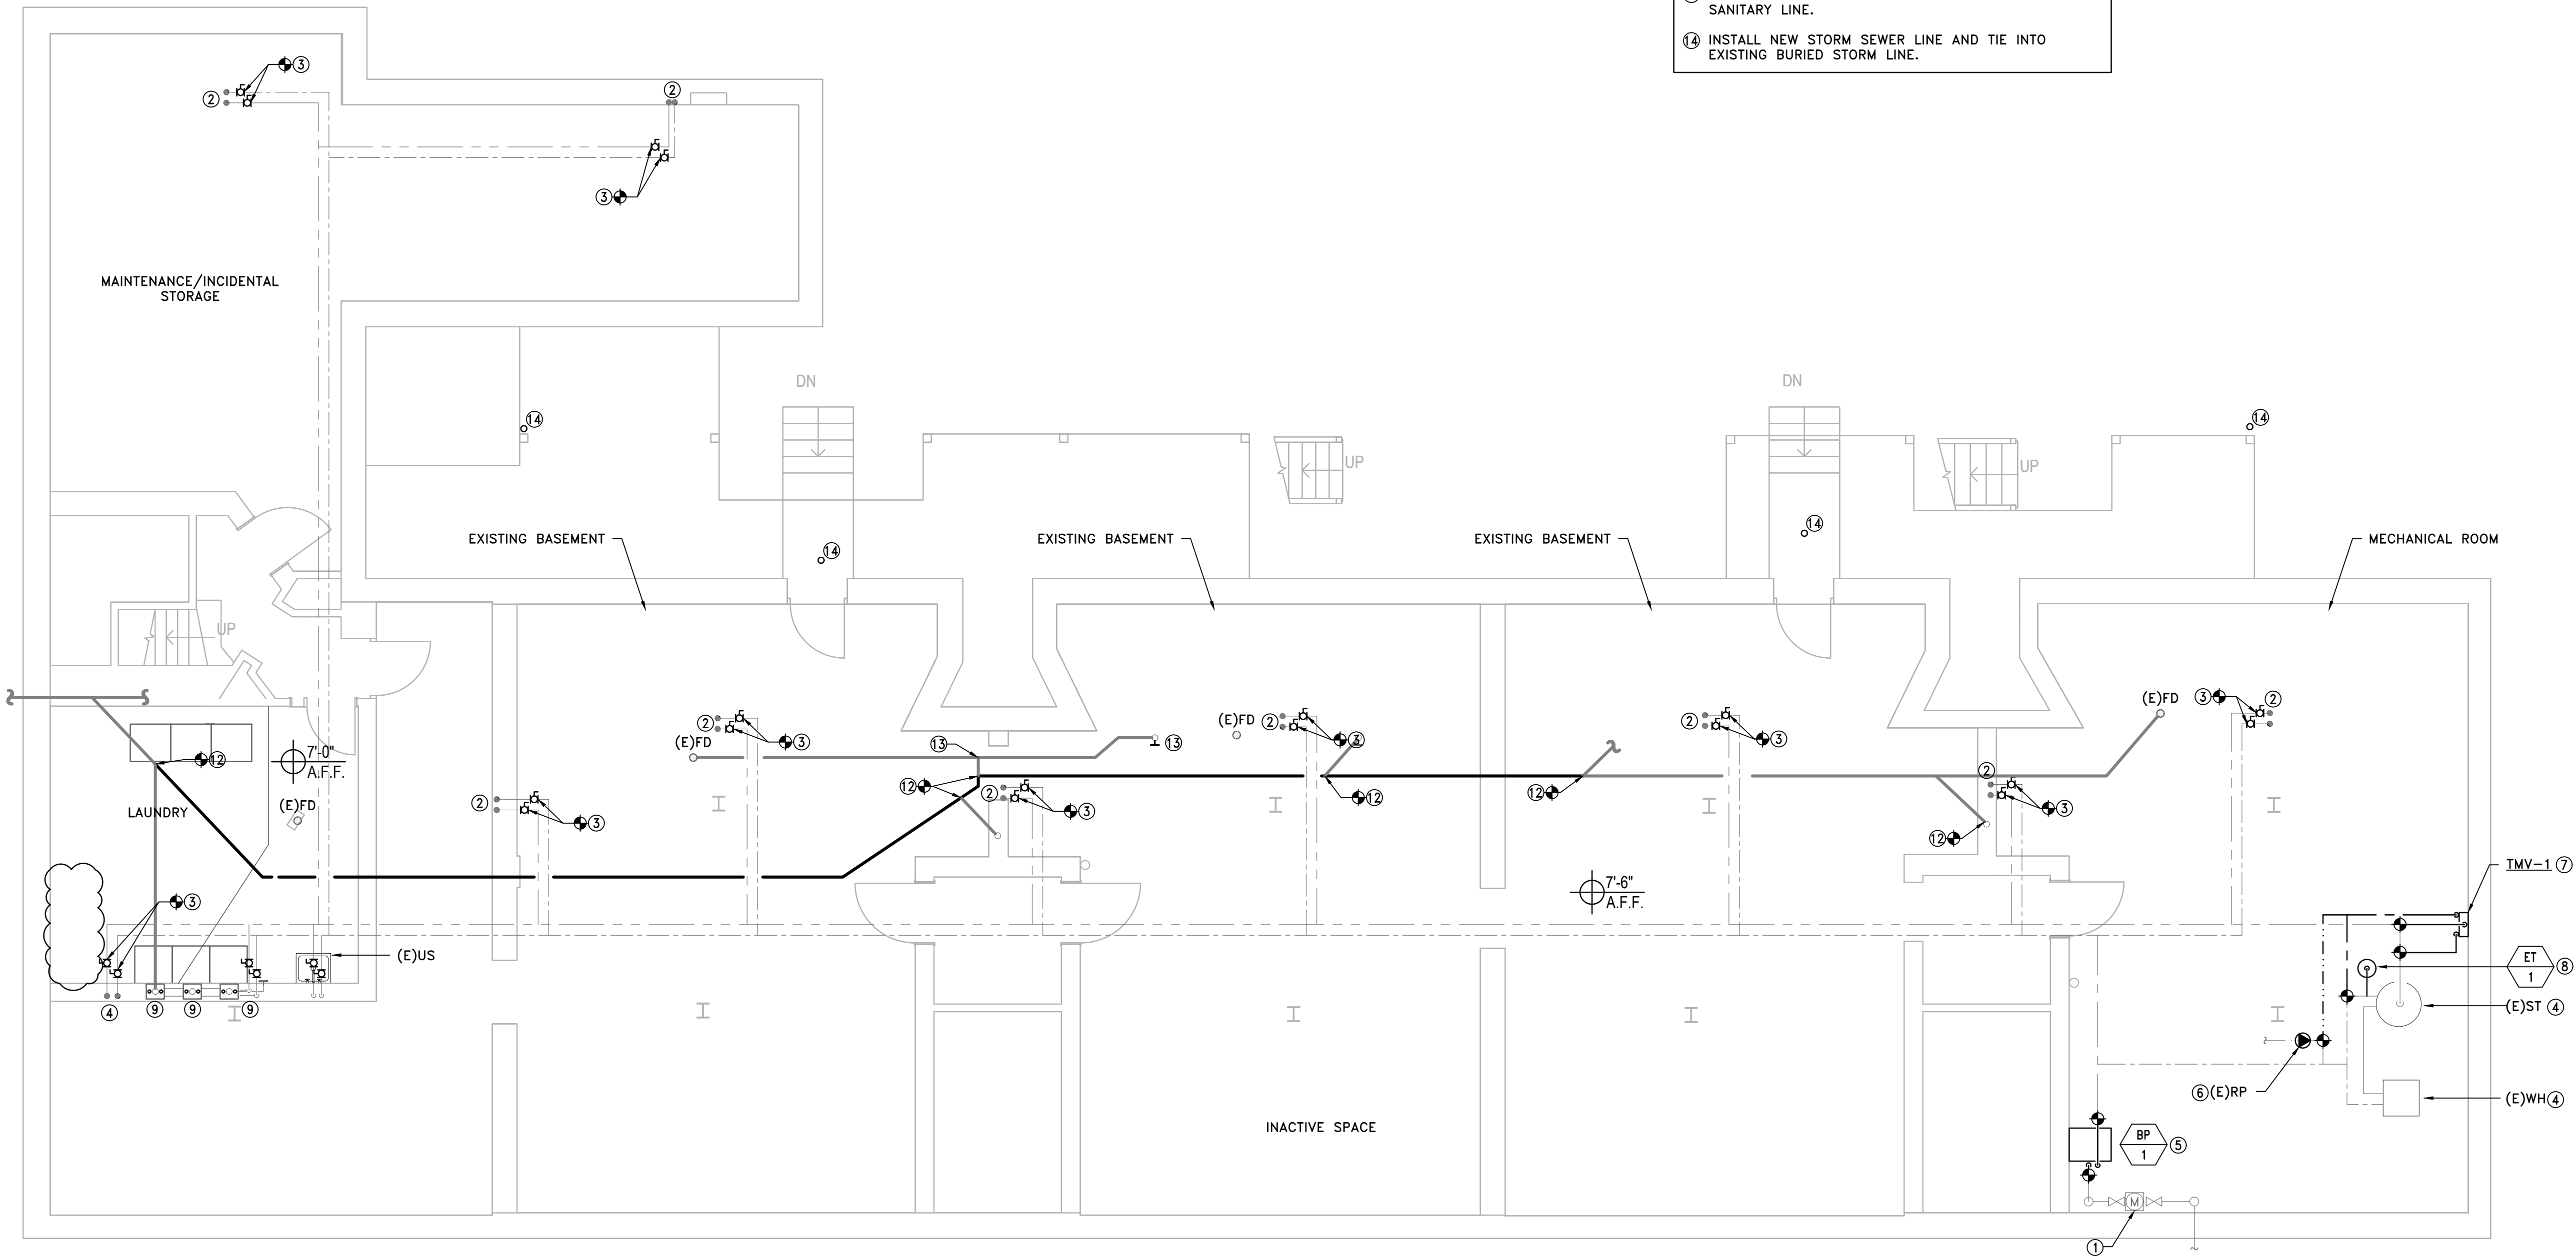 SANITARY LINE.
14 INSTALL NEW STORM SEWER LINE AND TIE INTO
EXISTING BURIED STORM LINE.
3
2
2
3
MAINTENANCE/INCIDENTAL
STORAGE
DN
DN
14
14
UP
UP
14
14
EXISTING BASEMENT
EXISTING BASEMENT
EXISTING BASEMENT
MECHANICAL ROOM
UP
(E)FD
3
2
2
(E)FD
2
2
(E)FD
3
13
13
3
3
7'-0"
A.F.F.
12
2
2
12
2
12
12
3
3
3
LAUNDRY
(E)FD
12
7'-6"
A.F.F.
TMV-1 7
3
(E)US
ET
1
8
4
9
9
9
(E)ST 4
6 (E)RP
(E)WH 4
INACTIVE SPACE
BP
1
5
M
1